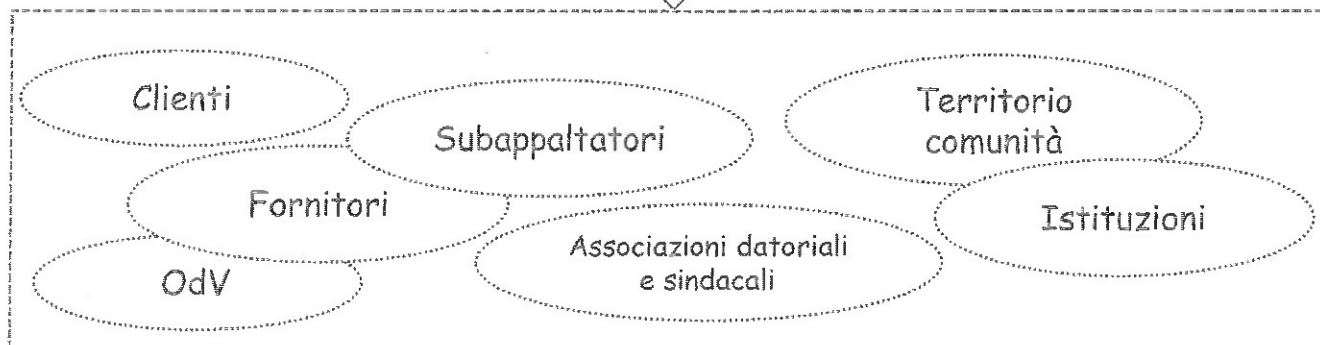 Clienti
Subappaltatori
Territorio
comunità
Fornitori
Istituzioni
Associazioni datoriali
e sindacali
OdV